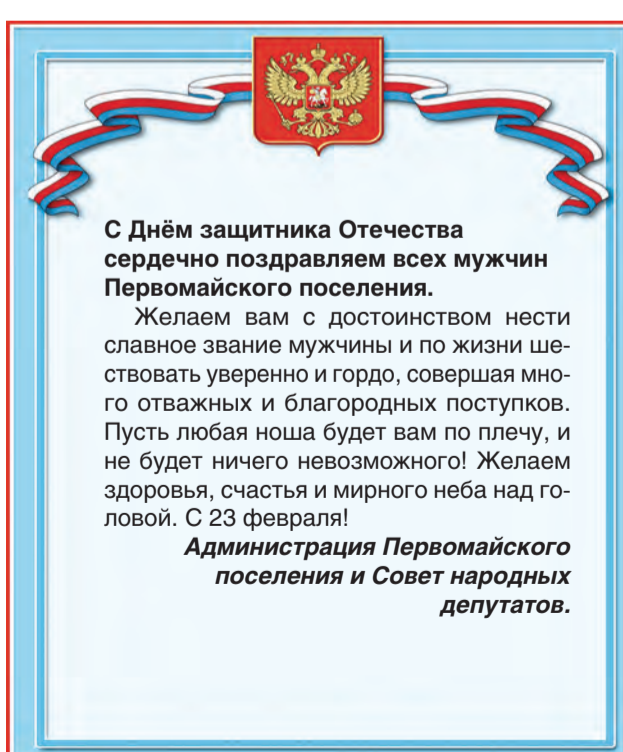 С Днём защитника Отечества
сердечно поздравляем всех мужчин
Первомайского поселения.
Желаем вам с достоинством нести
славное звание мужчины и по жизни ше-
ствовать уверенно и гордо, совершая мно-
го отважных и благородных поступков.
Пусть любая ноша будет вам по плечу, и
не будет ничего невозможного! Желаем
здоровья, счастья и мирного неба над го-
ловой. С 23 февраля!
Администрация Первомайского
поселения и Совет народных
депутатов.